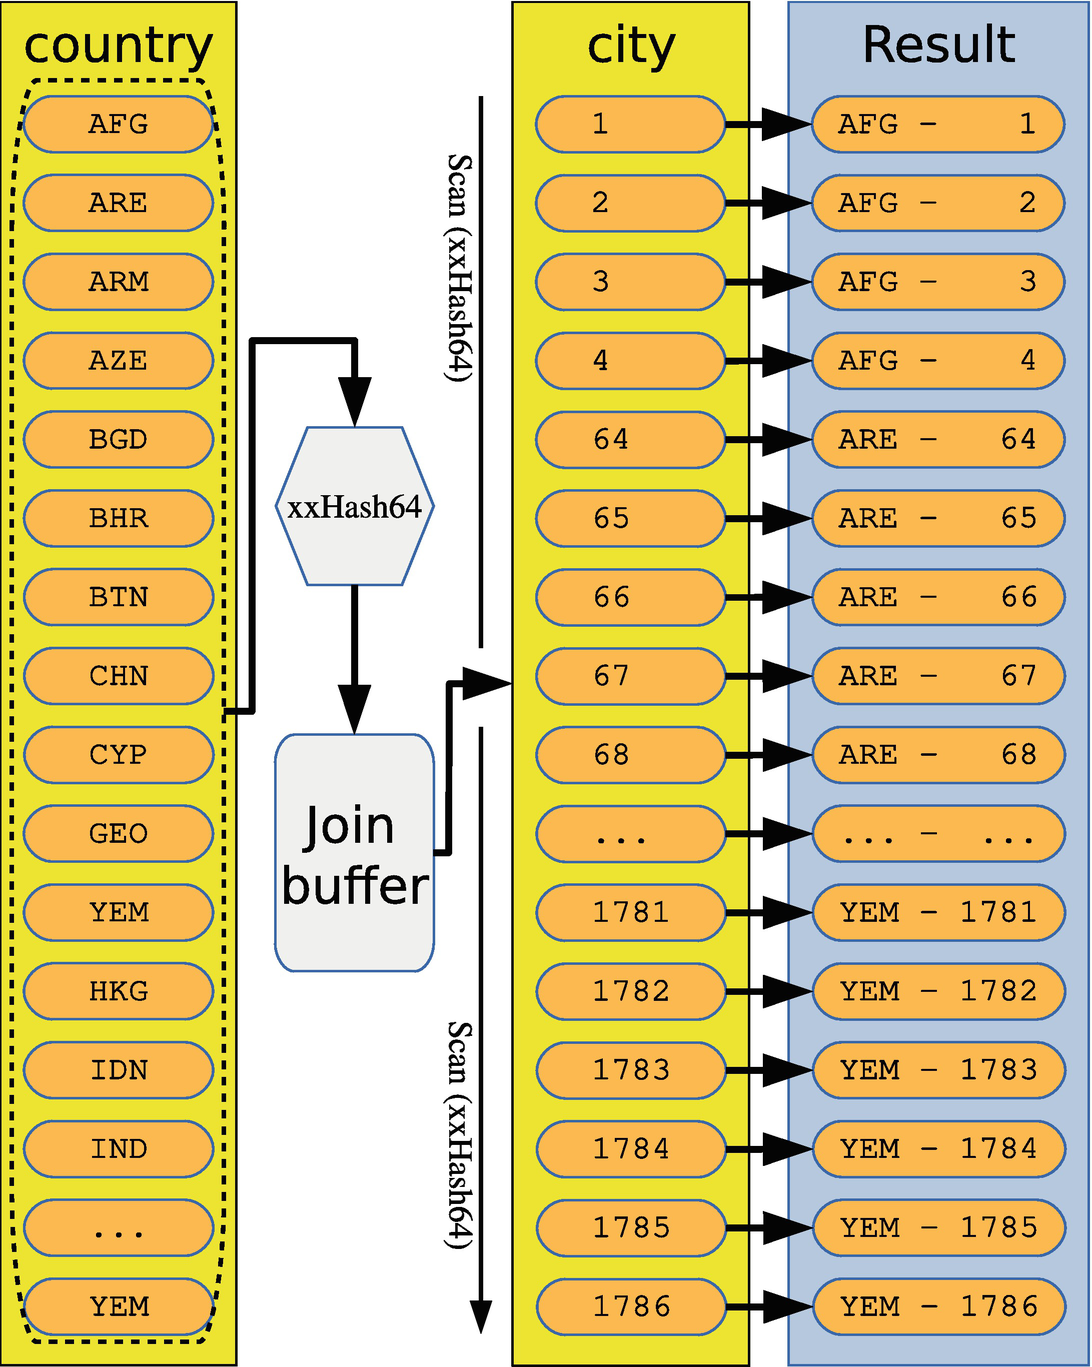 country
AFG
ARE
ARM
AZE
BGD
BHR
BTN
CHN
CYP
GEO
YEM
HKG
IDN
IND
...
YEM
xxHash64
Join
buffer
Scan (xxHash64)
Scan (xxHash64)
city
1
2
3
4
64
65
66
67
68
...
1781
1782
1783
1784
1785
1786
Result
AFG - 1
AFG - 2
AFG - 3
AFG - 4
ARE - 64
ARE - 65
ARE - 66
ARE - 67
ARE - 68
... - ...
YEM - 1781
YEM - 1782
YEM - 1783
YEM - 1784
YEM - 1785
YEM - 1786